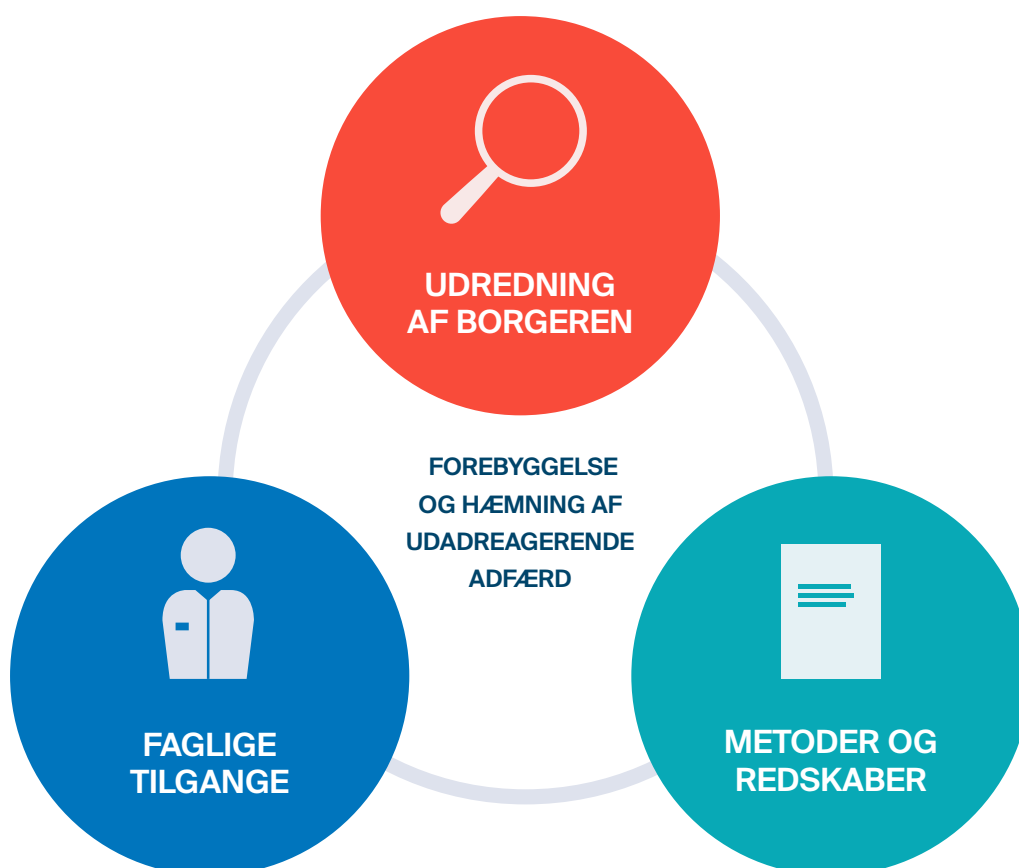 UDREDNING
AF BORGEREN
FOREBYGGELSE
OG HÆMNING AF
UDADREAGERENDE
ADFÆRD
FAGLIGE
TILGANGE
METODER OG
REDSKABER